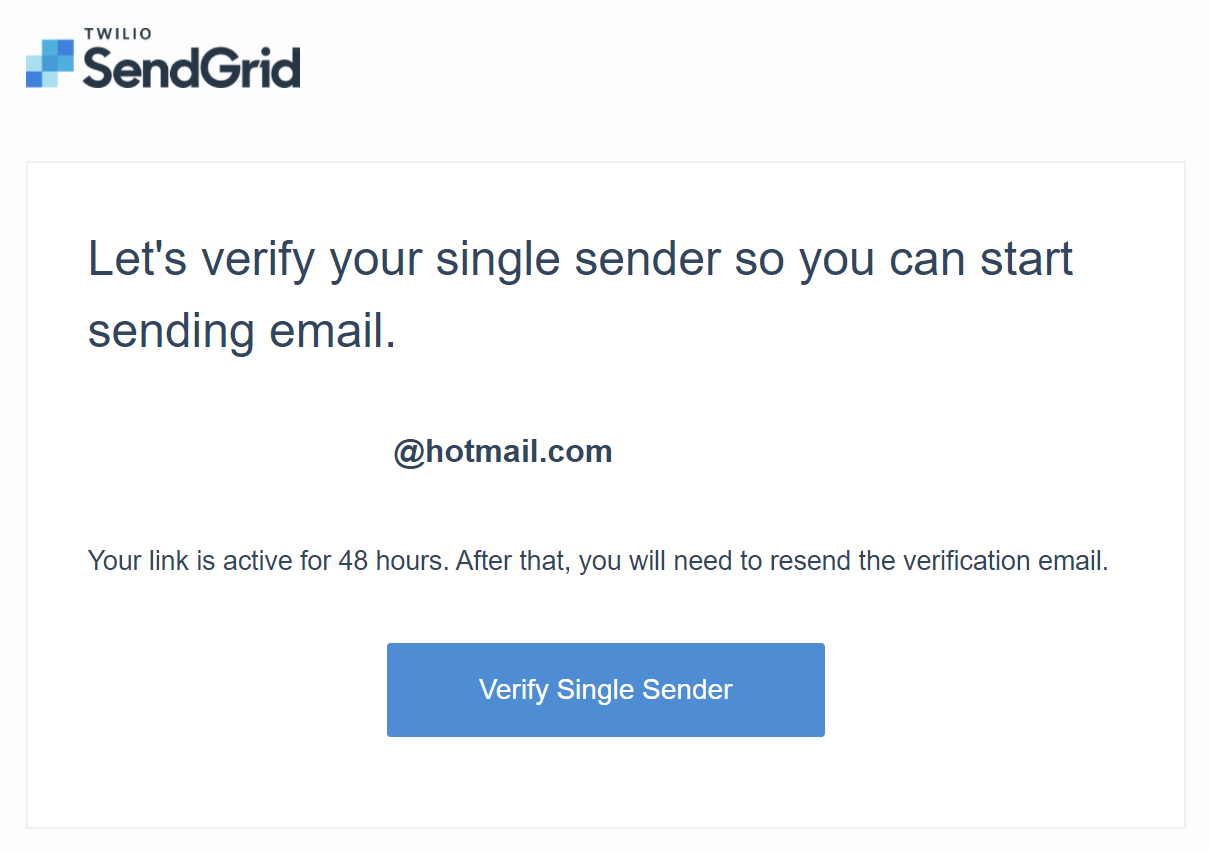 TWILIO
SendGrid
Let's verify your single sender so you can start
sending email.
@hotmail.com
Your link is active for 48 hours. After that, you will need to resend the verification email.
Verify Single Sender